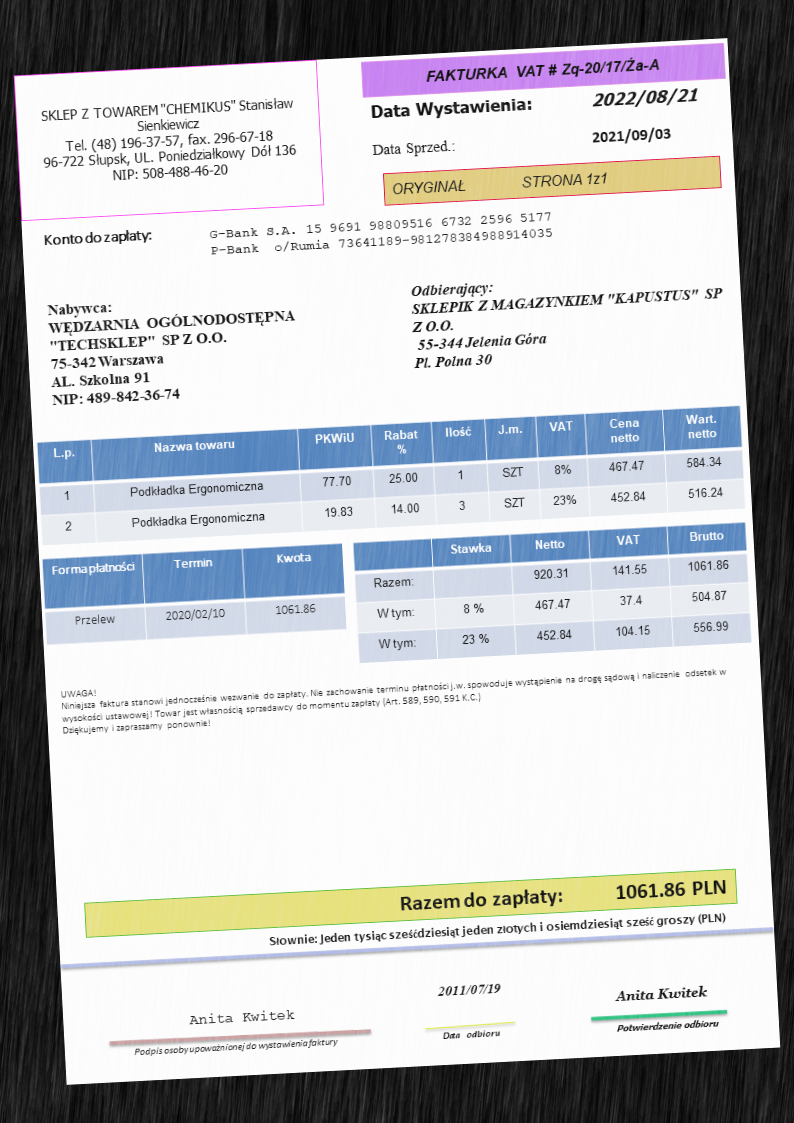 SKLEP Z TOWAREM "CHEMIKUS" Stanisław
Sienkiewicz
Tel. (48) 196-37-57, fax. 296-67-18
96-722 Słupsk, UL. Poniedziałkowy Dół 136
NIP: 508-488-46-20
FAKTURKA VAT # Zq-20/17/Źa-A
Data Wystawienia: 2022/08/21
Data Sprzed.: 2021/09/03
ORYGINAŁ STRONA 1z1
Konto do zapłaty: G-Bank S.A. 15 9691 98809516 6732 2596 5177
P-Bank o/Rumia 73641189-981278384988914035
Nabywca:
WĘDZARNIA OGÓLNODOSTĘPNA
"TECHSKLEP" SP Z O.O.
75-342 Warszawa
AL. Szkolna 91
NIP: 489-842-36-74
Odbierający:
SKLEPIK Z MAGAZYNKIEM "KAPUSTUS" SP
Z O.O.
55-344 Jelenia Góra
Pl. Polna 30
L.p. Nazwa towaru PKWiU Rabat % Ilość J.m. VAT Cena netto Wart. netto
1 Podkładka Ergonomiczna 77.70 25.00 1 SZT 8% 467.47 584.34
2 Podkładka Ergonomiczna 19.83 14.00 3 SZT 23% 452.84 516.24
Forma płatności Termin Kwota
Przelew 2020/02/10 1061.86
Stawka Netto VAT Brutto
Razem: 920.31 141.55 1061.86
W tym: 8 % 467.47 37.4 504.87
W tym: 23 % 452.84 104.15 556.99
UWAGA!
Niniejsza faktura stanowi jednocześnie wezwanie do zapłaty. Nie zachowanie terminu płatności j.w. spowoduje wystąpienie na drogę sądową i naliczenie odsetek w
wysokości ustawowej! Towar jest własnością sprzedawcy do momentu zapłaty (Art. 589, 590, 591 K.C.)
Dziękujemy i zapraszamy ponownie!
Razem do zapłaty: 1061.86 PLN
Słownie: Jeden tysiąc sześćdziesiąt jeden złotych i osiemdziesiąt sześć groszy (PLN)
Anita Kwitek
Podpis osoby upoważnionej do wystawienia faktury
2011/07/19
Data odbioru
Anita Kwitek
Potwierdzenie odbioru